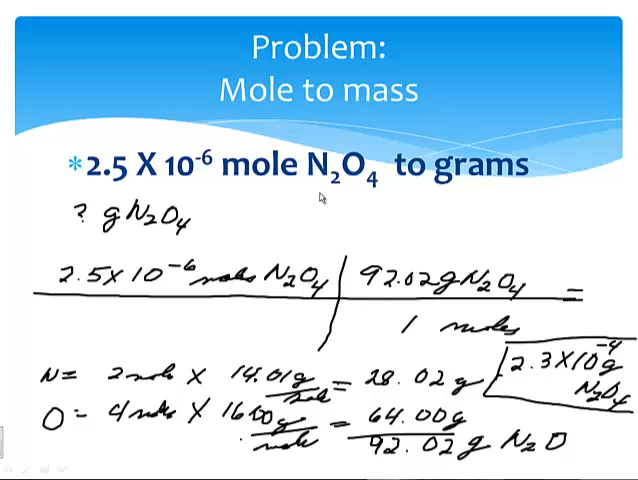 Problem:
Mole to mass
*2.5 X 10⁻⁶ mole N₂O₄ to grams
? g N₂O₄
2.5 X 10⁻⁶ moles N₂O₄ | 92.02 g N₂O₄ =
1 moles
2.3 X 10⁻⁴ g
N₂O₄
N = 2 mol X 14.01 g/mole = 28.02 g
O = 4 moles X 16.00 g/mole = 64.00 g
92.02 g N₂O